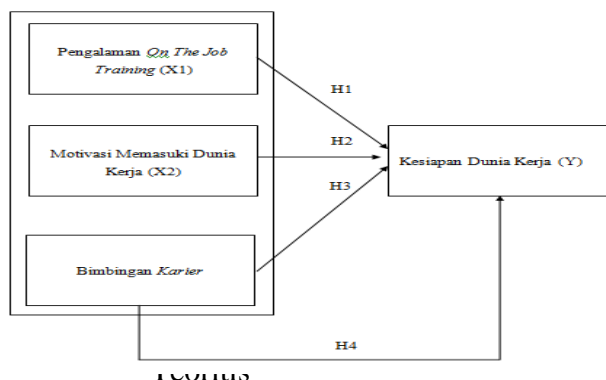 Pengalaman Qn The Job
Training (X1)
H1
Motivasi Memasuki Dunia
Kerja (X2)
H2
Kesiapan Dunia Kerja (Y)
H3
Bimbingan Karier
H4